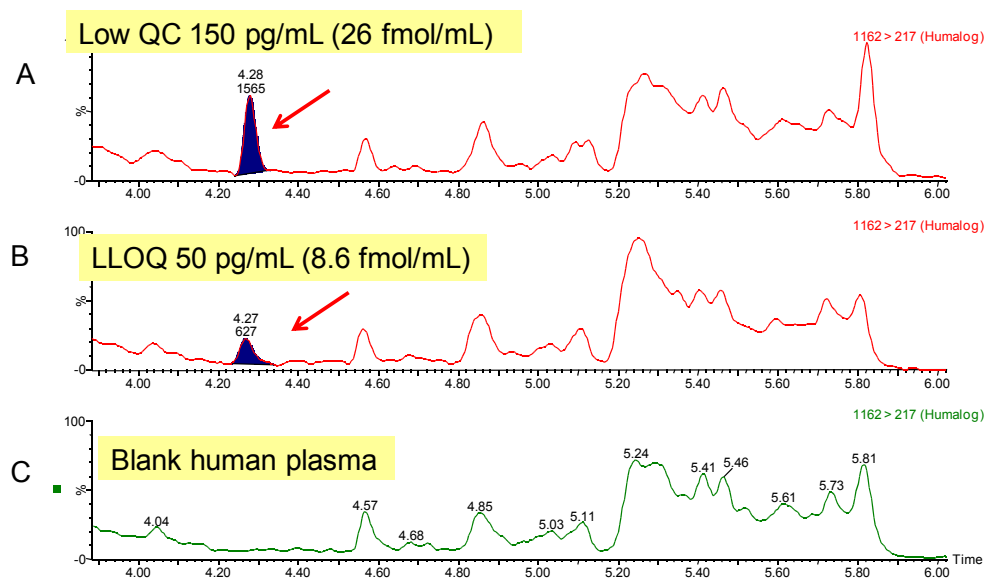 Low QC 150 pg/mL (26 fmol/mL)
1162 > 217 (Humalog)
A
4.28
1565
%
-0
4.00 4.20 4.40 4.60 4.80 5.00 5.20 5.40 5.60 5.80 6.00
1162 > 217 (Humalog)
100
B
LLOQ 50 pg/mL (8.6 fmol/mL)
4.27
627
%
-0
4.00 4.20 4.40 4.60 4.80 5.00 5.20 5.40 5.60 5.80 6.00
1162 > 217 (Humalog)
100
C
Blank human plasma
%
4.04 4.57 4.68 4.85 5.03 5.11 5.24 5.41 5.46 5.61 5.73 5.81
-0
Time
4.00 4.20 4.40 4.60 4.80 5.00 5.20 5.40 5.60 5.80 6.00